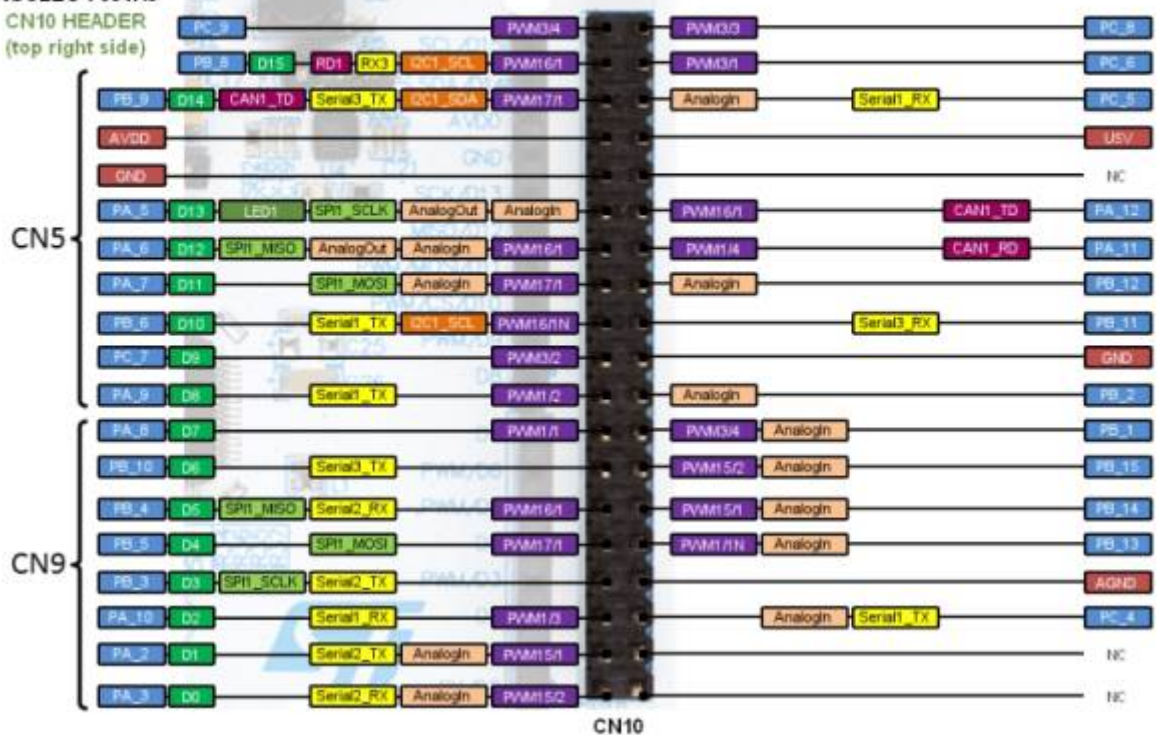 CN10 HEADER
(top right side)
PC_9 PWM3/4 PWM3/3 PC_8
PB_8 D15 RD1 RX3 I2C1_SCL PWM16/1 PWM3/1 PC_6
PB_9 D14 CAN1_TD Serial3_TX I2C1_SDA PWM17/1 AnalogIn Serial1_RX PC_5
AVDD U5V
GND NC
PA_5 D13 LED1 SPI1_SCLK AnalogOut AnalogIn PWM16/1 CAN1_TD PA_12
CN5
PA_6 D12 SPI1_MISO AnalogOut AnalogIn PWM16/1 PWM1/4 CAN1_RD PA_11
PA_7 D11 SPI1_MOSI AnalogIn PWM17/1 AnalogIn PB_12
PB_6 D10 Serial1_TX I2C1_SCL PWM16/1N Serial3_RX PB_11
PC_7 D9 PWM3/2 GND
PA_9 D8 Serial1_TX PWM1/2 AnalogIn PB_2
PA_8 D7 PWM1/1 PWM3/4 AnalogIn PB_1
PB_10 D6 Serial3_TX PWM15/2 AnalogIn PB_15
PB_4 D5 SPI1_MISO Serial2_RX PWM16/1 PWM15/1 AnalogIn PB_14
PB_5 D4 SPI1_MOSI PWM17/1 PWM1/1N AnalogIn PB_13
CN9
PB_3 D3 SPI1_SCLK Serial2_TX AGND
PA_10 D2 Serial1_RX PWM1/3 AnalogIn Serial1_TX PC_4
PA_2 D1 Serial2_TX AnalogIn PWM15/1 NC
PA_3 D0 Serial2_RX AnalogIn PWM15/2 NC
CN10